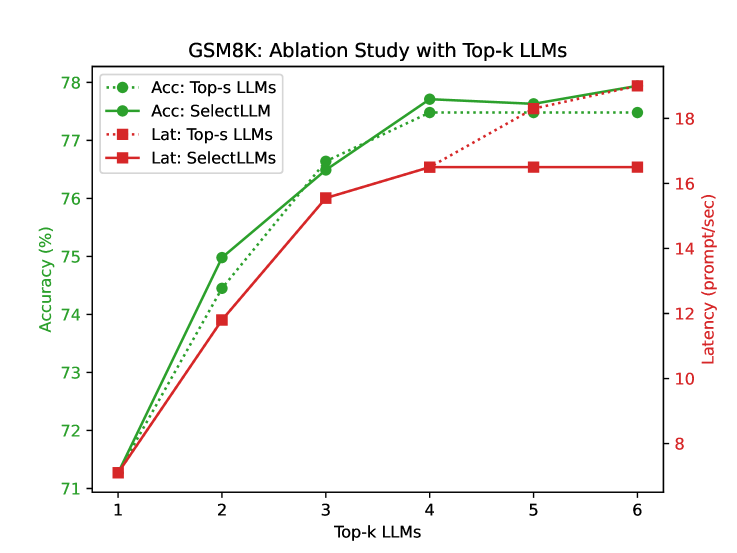 GSM8K: Ablation Study with Top-k LLMs
Acc: Top-s LLMs
Acc: SelectLLM
Lat: Top-s LLMs
Lat: SelectLLMs
Accuracy (%)
78
77
76
75
74
73
72
71
18
16
14
12
10
8
Latency (prompt/sec)
1 2 3 4 5 6
Top-k LLMs